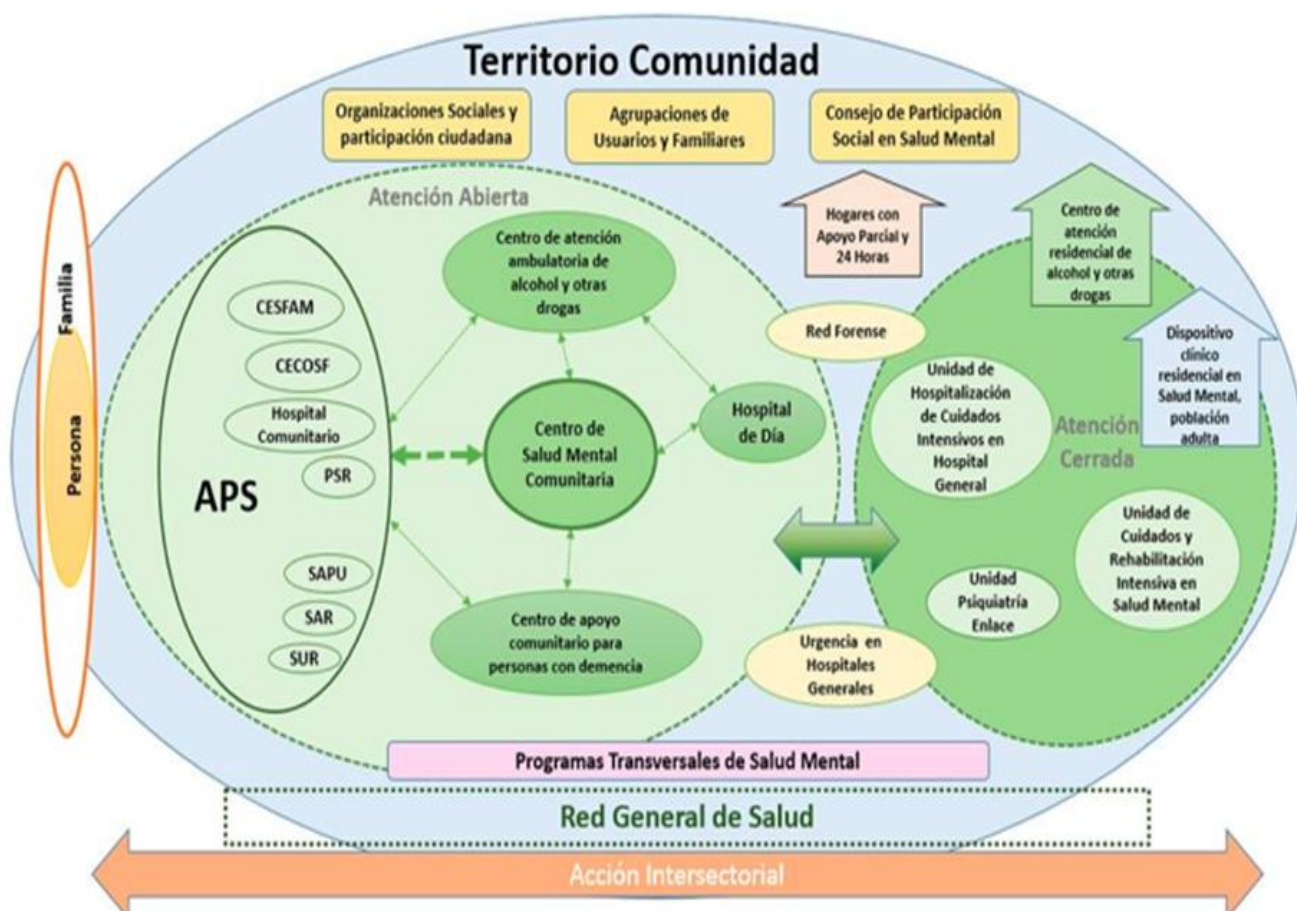 Territorio Comunidad
Organizaciones Sociales y
participación ciudadana
Agrupaciones de
Usuarios y Familiares
Consejo de Participación
Social en Salud Mental
Familia
Persona
Atención Abierta
APS
CESFAM
CECOSF
Hospital
Comunitario
PSR
SAPU
SAR
SUR
Centro de atención
ambulatoria de
alcohol y otras
drogas
Centro de
Salud Mental
Comunitaria
Hospital
de Día
Centro de apoyo
comunitario para
personas con demencia
Hogares con
Apoyo Parcial y
24 Horas
Red Forense
Urgencia en
Hospitales
Generales
Centro de
atención
residencial de
alcohol y otras
drogas
Dispositivo
clínico
residencial en
Salud Mental,
población
adulta
Atención
Cerrada
Unidad de
Hospitalización
de Cuidados
Intensivos en
Hospital
General
Unidad de
Cuidados y
Rehabilitación
Intensiva en
Salud Mental
Unidad
Psiquiatría
Enlace
Programas Transversales de Salud Mental
Red General de Salud
Acción Intersectorial